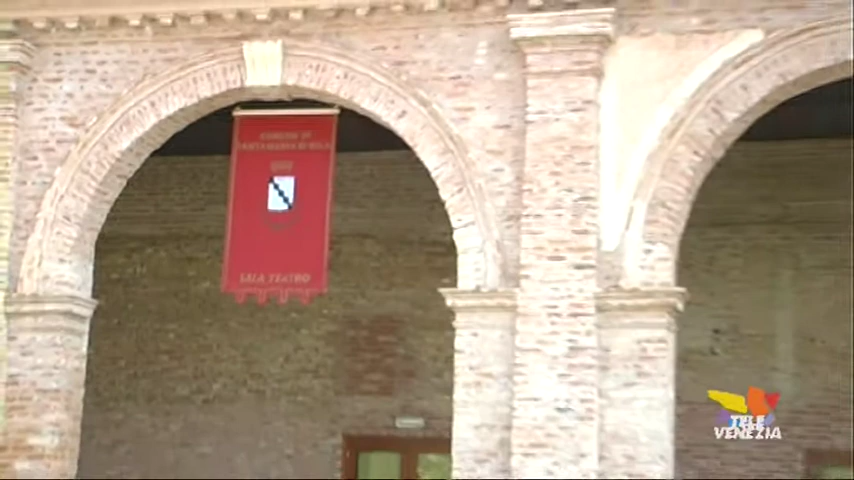 COMUNE DI
SANTA MARIA DI SALA
SALA TEATRO
TELE
VENEZIA